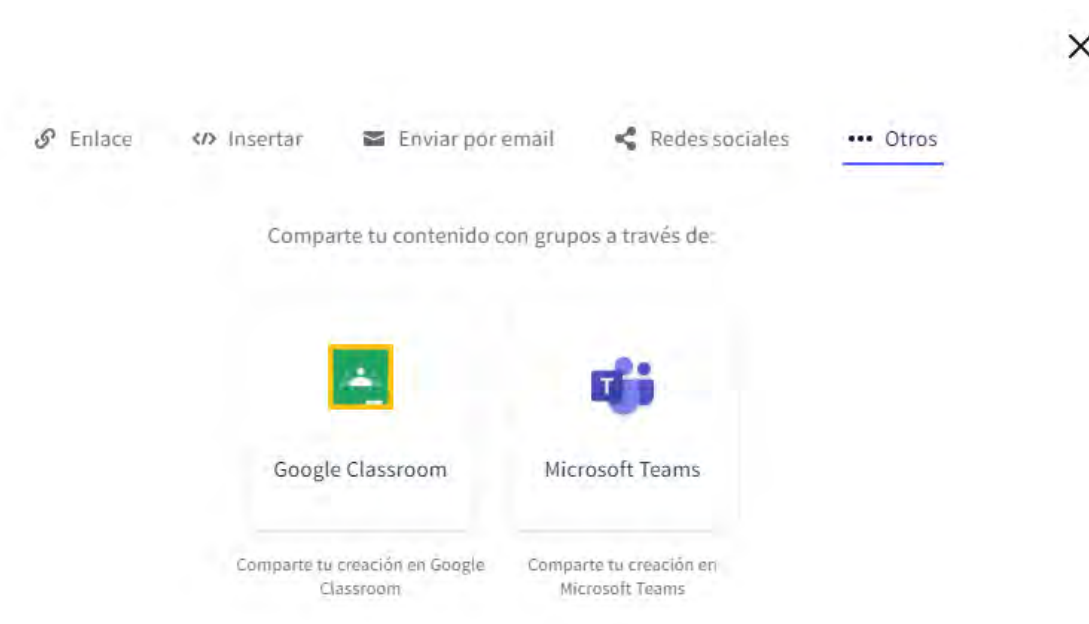 Enlace
Insertar
Enviar por email
Redes sociales
Otros
Comparte tu contenido con grupos a través de:
T
Google Classroom
Microsoft Teams
Comparte tu creación en Google
Classroom
Comparte tu creación en
Microsoft Teams